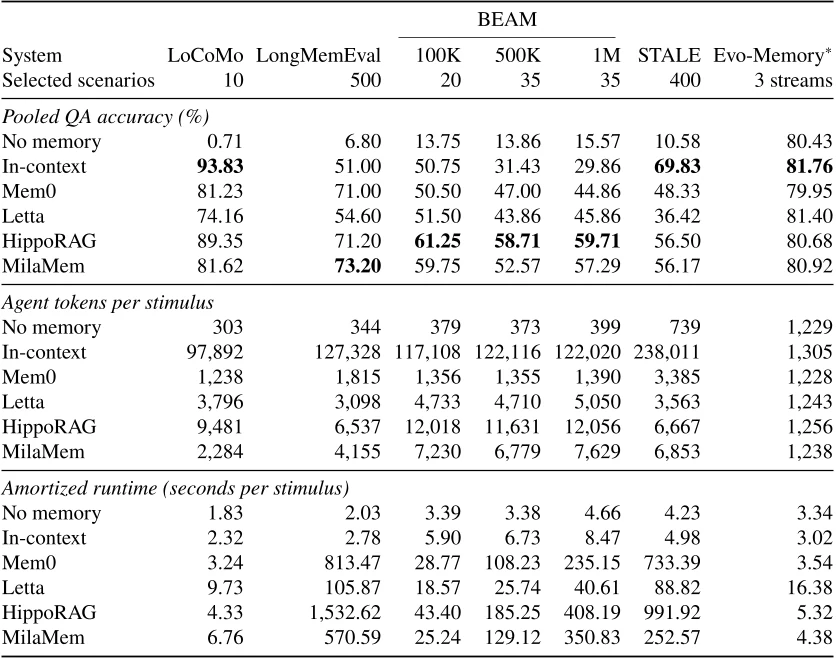 BEAM
System LoCoMo LongMemEval 100K 500K 1M STALE Evo-Memory*
Selected scenarios 10 500 20 35 35 400 3 streams
Pooled QA accuracy (%)
No memory 0.71 6.80 13.75 13.86 15.57 10.58 80.43
In-context 93.83 51.00 50.75 31.43 29.86 69.83 81.76
Mem0 81.23 71.00 50.50 47.00 44.86 48.33 79.95
Letta 74.16 54.60 51.50 43.86 45.86 36.42 81.40
HippoRAG 89.35 71.20 61.25 58.71 59.71 56.50 80.68
MilaMem 81.62 73.20 59.75 52.57 57.29 56.17 80.92
Agent tokens per stimulus
No memory 303 344 379 373 399 739 1,229
In-context 97,892 127,328 117,108 122,116 122,020 238,011 1,305
Mem0 1,238 1,815 1,356 1,355 1,390 3,385 1,228
Letta 3,796 3,098 4,733 4,710 5,050 3,563 1,243
HippoRAG 9,481 6,537 12,018 11,631 12,056 6,667 1,256
MilaMem 2,284 4,155 7,230 6,779 7,629 6,853 1,238
Amortized runtime (seconds per stimulus)
No memory 1.83 2.03 3.39 3.38 4.66 4.23 3.34
In-context 2.32 2.78 5.90 6.73 8.47 4.98 3.02
Mem0 3.24 813.47 28.77 108.23 235.15 733.39 3.54
Letta 9.73 105.87 18.57 25.74 40.61 88.82 16.38
HippoRAG 4.33 1,532.62 43.40 185.25 408.19 991.92 5.32
MilaMem 6.76 570.59 25.24 129.12 350.83 252.57 4.38